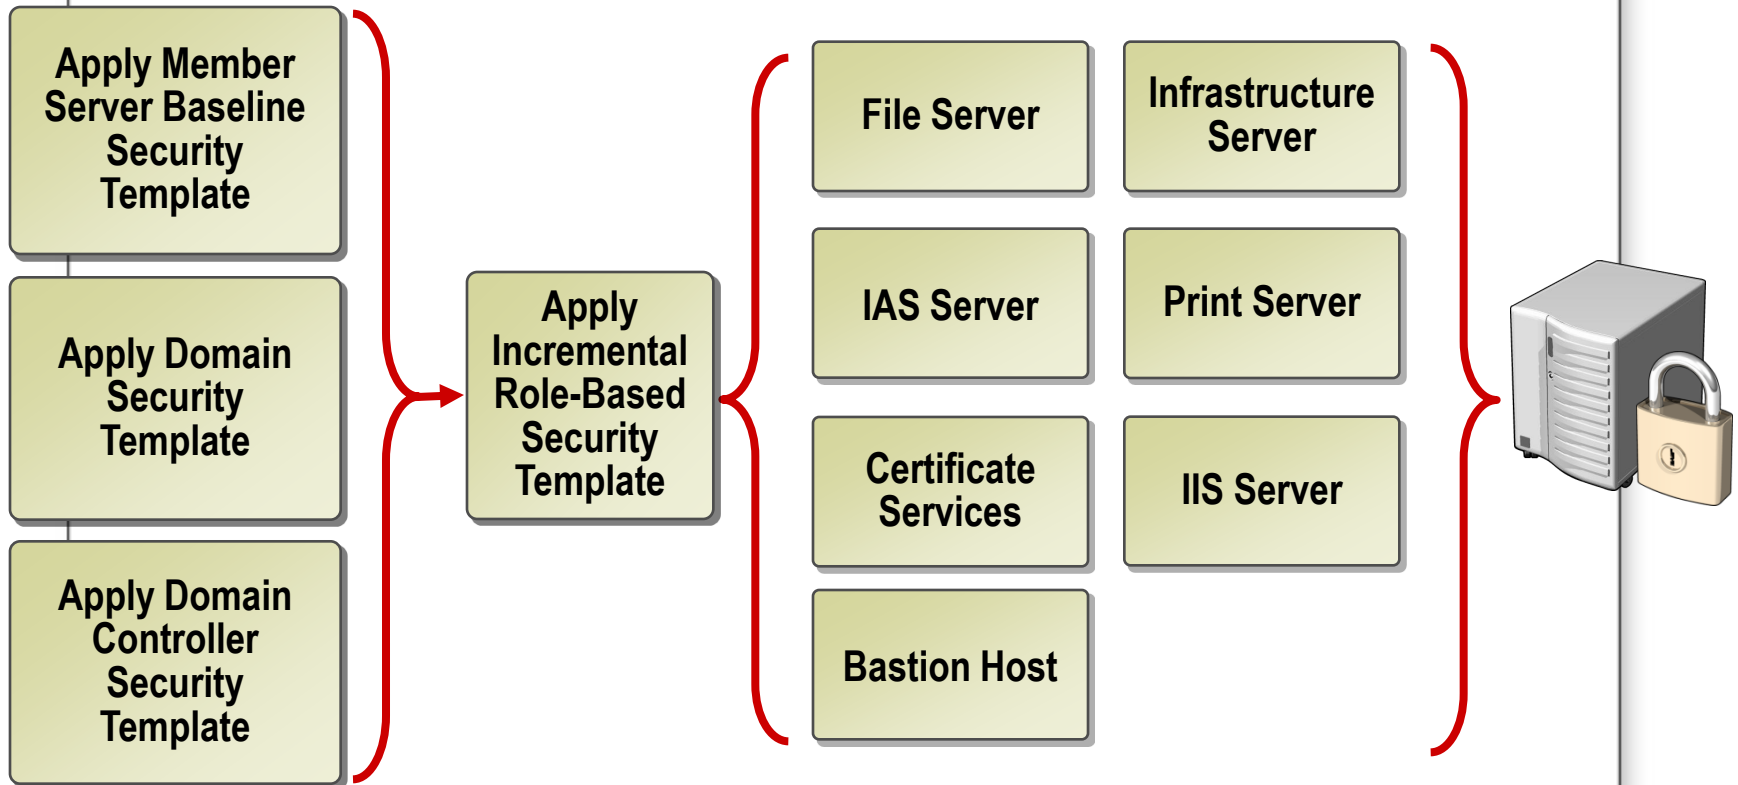 Apply Member
Server Baseline
Security
Template
Apply Domain
Security
Template
Apply Domain
Controller
Security
Template
Apply
Incremental
Role-Based
Security
Template
File Server
Infrastructure
Server
IAS Server
Print Server
Certificate
Services
IIS Server
Bastion Host